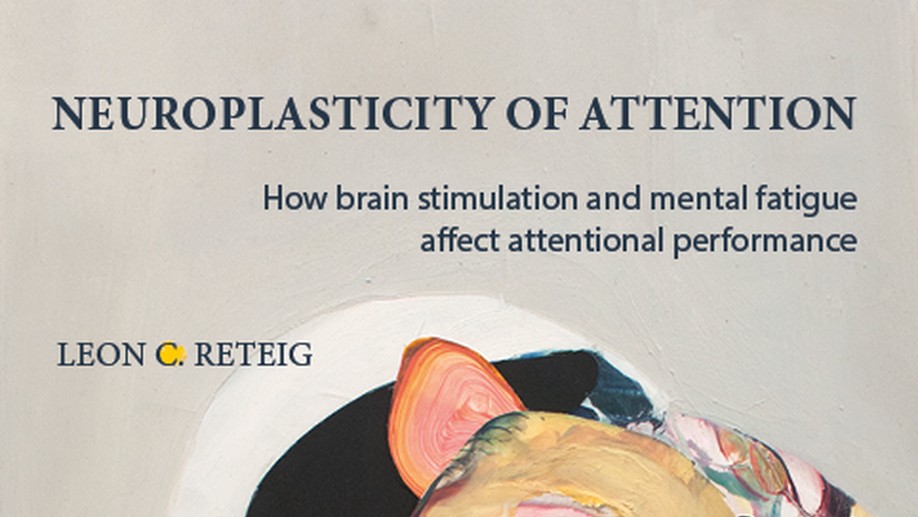 NEUROPLASTICITY OF ATTENTION
How brain stimulation and mental fatigue
affect attentional performance
LEON C. RETEIG